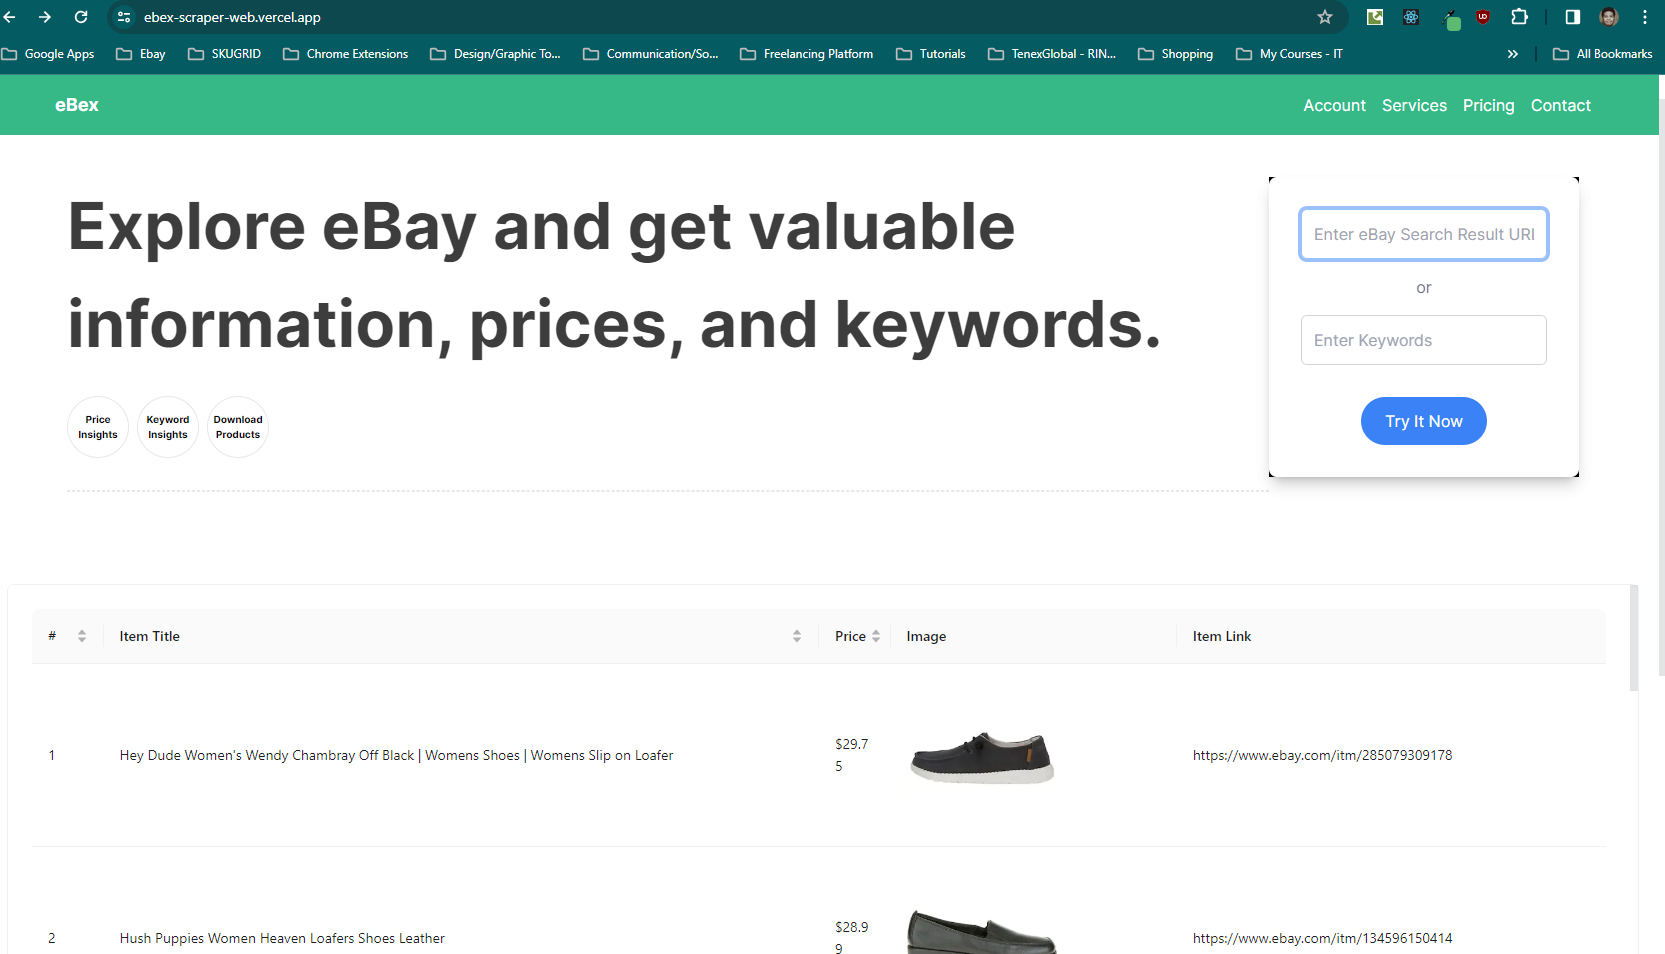 ebex-scraper-web.vercel.app
Google Apps Ebay SKUGRID Chrome Extensions Design/Graphic To... Communication/So... Freelancing Platform Tutorials TenexGlobal - RIN... Shopping My Courses - IT » All Bookmarks
eBex Account Services Pricing Contact
Explore eBay and get valuable
information, prices, and keywords.
Enter eBay Search Result URI
or
Enter Keywords
Try It Now
Price
Insights
Keyword
Insights
Download
Products
# Item Title Price Image Item Link
1 Hey Dude Women's Wendy Chambray Off Black | Womens Shoes | Womens Slip on Loafer $29.7
5 https://www.ebay.com/itm/285079309178
2 Hush Puppies Women Heaven Loafers Shoes Leather $28.9
9 https://www.ebay.com/itm/134596150414